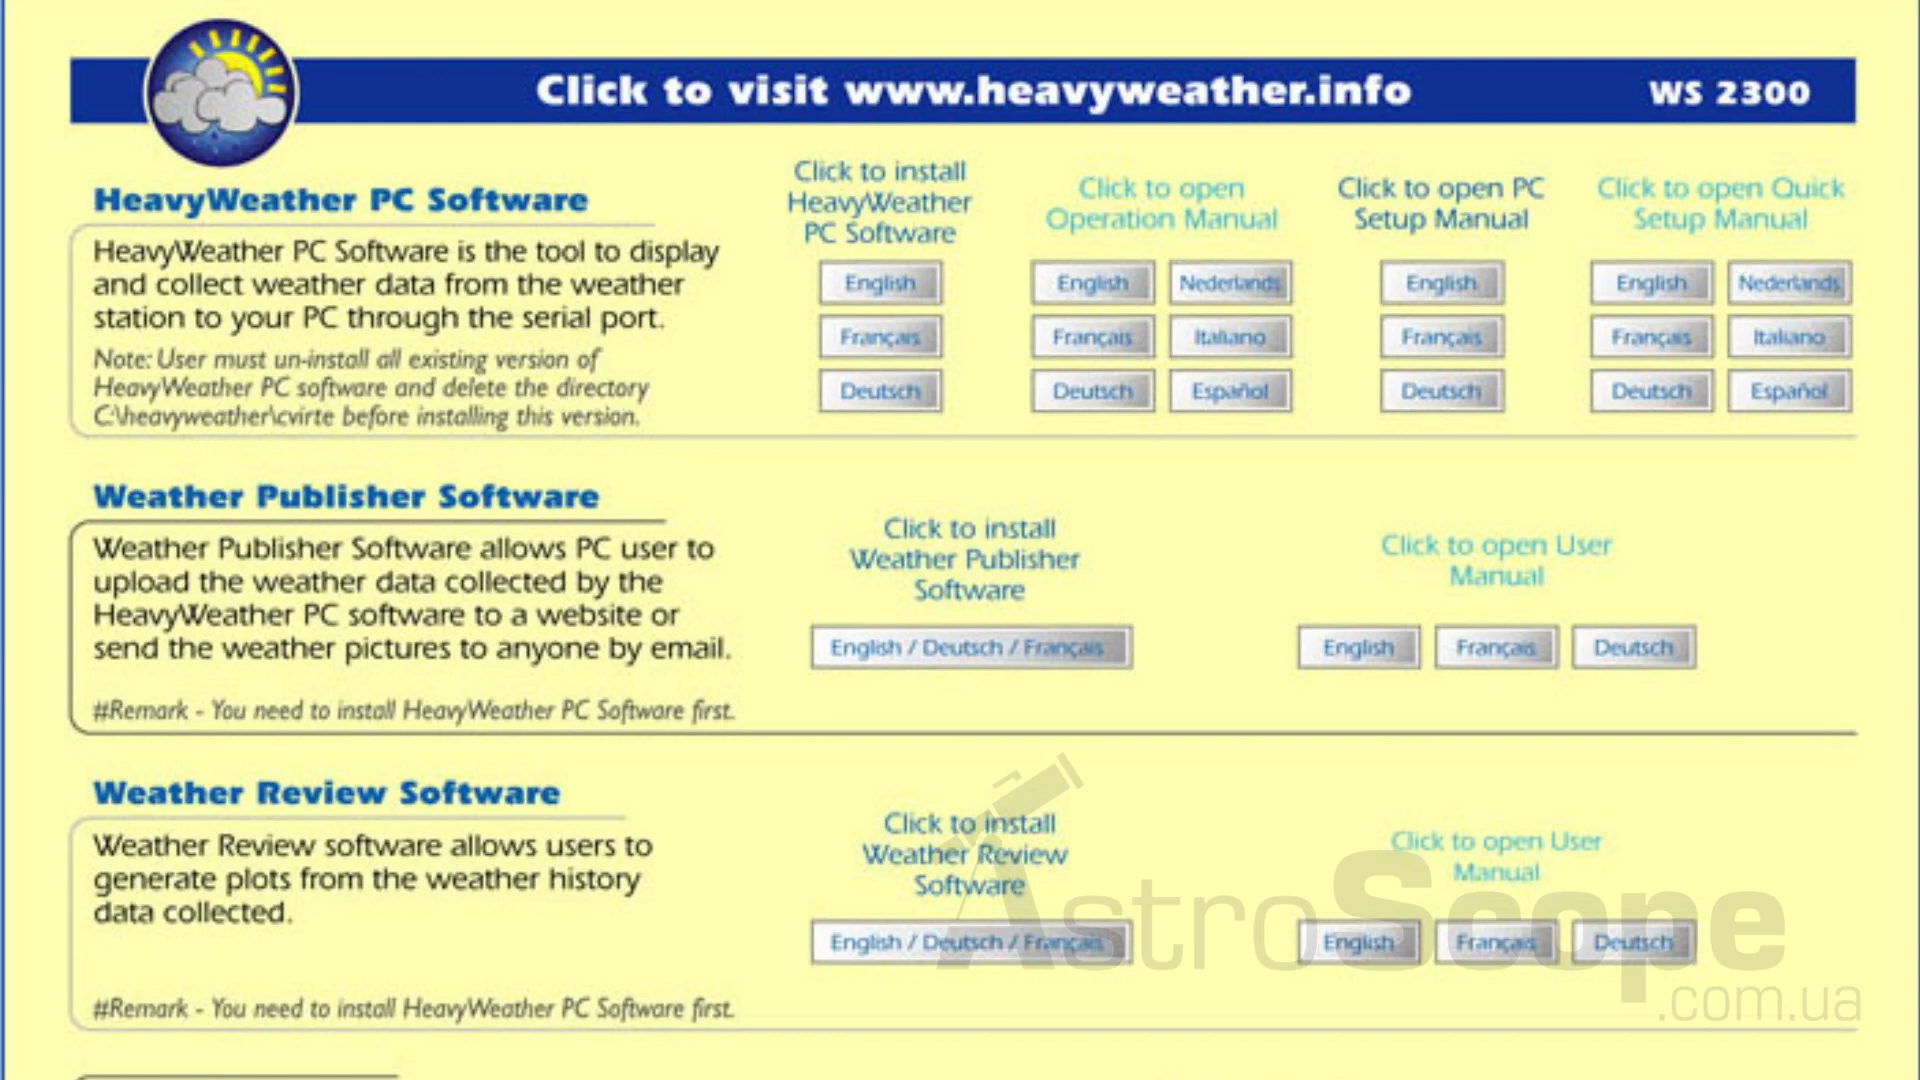 Click to visit www.heavyweather.info
WS 2300
HeavyWeather PC Software
HeavyWeather PC Software is the tool to display
and collect weather data from the weather
station to your PC through the serial port.
Note: User must un-install all existing version of
HeavyWeather PC software and delete the directory
C:\heavyweather\cvirte before installing this version.
Click to install
HeavyWeather
PC Software
English
Français
Deutsch
Click to open
Operation Manual
English Nederlands
Français Italiano
Deutsch Español
Click to open PC
Setup Manual
English
Français
Deutsch
Click to open Quick
Setup Manual
English Nederlands
Français Italiano
Deutsch Español
Weather Publisher Software
Weather Publisher Software allows PC user to
upload the weather data collected by the
HeavyWeather PC software to a website or
send the weather pictures to anyone by email.
#Remark - You need to install HeavyWeather PC Software first.
Click to install
Weather Publisher
Software
English / Deutsch / Français
Click to open User
Manual
English Français Deutsch
Weather Review Software
Weather Review software allows users to
generate plots from the weather history
data collected.
#Remark - You need to install HeavyWeather PC Software first.
Click to install
Weather Review
Software
English / Deutsch / Français
Click to open User
Manual
English Français Deutsch
AstroScope
.com.ua